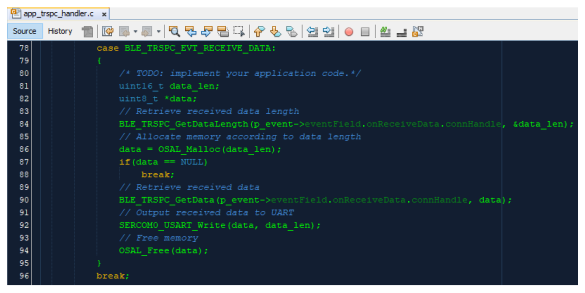 app_trspc_handler.c
Source History
78 case BLE_TRSPC_EVT_RECEIVE_DATA:
79 {
80 /* TODO: implement your application code.*/
81 uint16_t data_len;
82 uint8_t *data;
83 // Retrieve received data length
84 BLE_TRSPC_GetDataLength(p_event->eventField.onReceiveData.connHandle, &data_len);
85 // Allocate memory according to data length
86 data = OSAL_Malloc(data_len);
87 if(data == NULL)
88 break;
89 // Retrieve received data
90 BLE_TRSPC_GetData(p_event->eventField.onReceiveData.connHandle, data);
91 // Output received data to UART
92 SERCOM0_USART_Write(data, data_len);
93 // Free memory
94 OSAL_Free(data);
95 }
96 break;